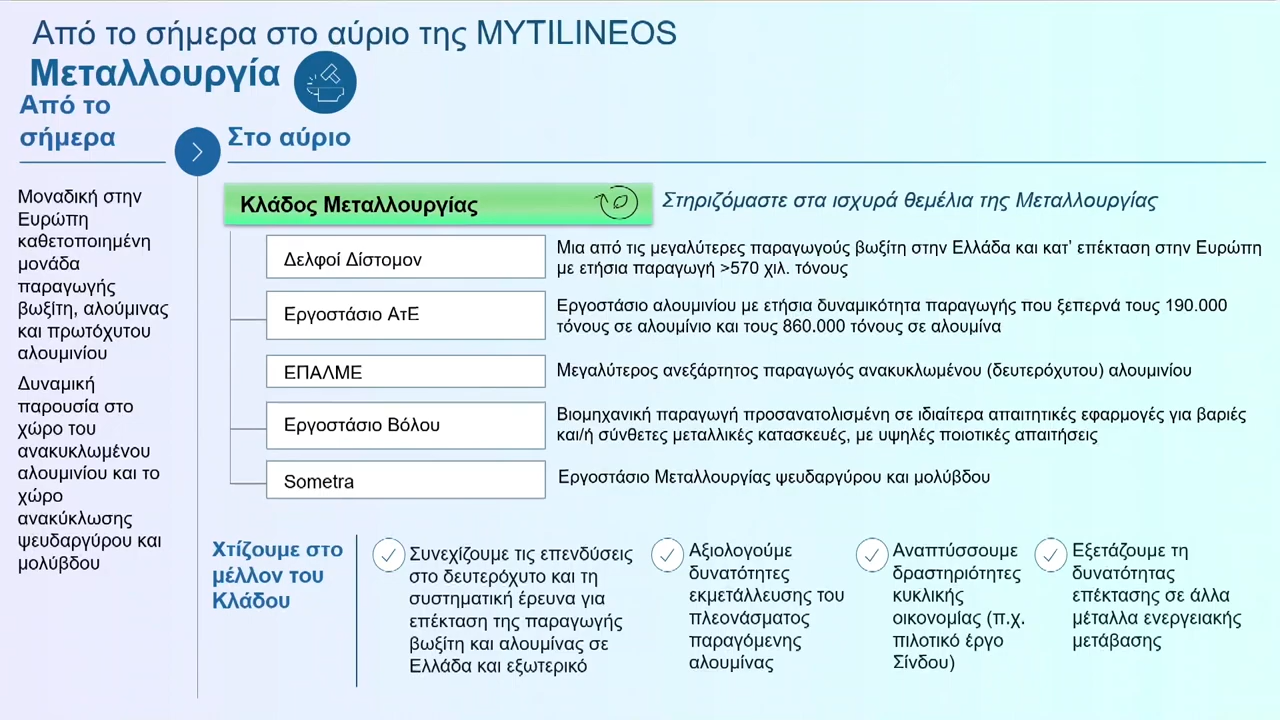 Από το σήμερα στο αύριο της MYTILINEOS
Μεταλλουργία
Από το
σήμερα
Στο αύριο
Μοναδική στην
Ευρώπη
καθετοποιημένη
μονάδα
παραγωγής
βωξίτη, αλούμινας
και πρωτόχυτου
αλουμινίου
Δυναμική
παρουσία στο
χώρο του
ανακυκλωμένου
αλουμινίου και το
χώρο
ανακύκλωσης
ψευδαργύρου και
μολύβδου
Κλάδος Μεταλλουργίας
Στηριζόμαστε στα ισχυρά θεμέλια της Μεταλλουργίας
Δελφοί Δίστομον
Μια από τις μεγαλύτερες παραγωγούς βωξίτη στην Ελλάδα και κατ’ επέκταση στην Ευρώπη
με ετήσια παραγωγή >570 χιλ. τόνους
Εργοστάσιο ΑτΕ
Εργοστάσιο αλουμινίου με ετήσια δυναμικότητα παραγωγής που ξεπερνά τους 190.000
τόνους σε αλουμίνιο και τους 860.000 τόνους σε αλουμίνα
ΕΠΑΛΜΕ
Μεγαλύτερος ανεξάρτητος παραγωγός ανακυκλωμένου (δευτερόχυτου) αλουμινίου
Εργοστάσιο Βόλου
Βιομηχανική παραγωγή προσανατολισμένη σε ιδιαίτερα απαιτητικές εφαρμογές για βαριές
και/ή σύνθετες μεταλλικές κατασκευές, με υψηλές ποιοτικές απαιτήσεις
Sometra
Εργοστάσιο Μεταλλουργίας ψευδαργύρου και μολύβδου
Χτίζουμε στο
μέλλον του
Κλάδου
Συνεχίζουμε τις επενδύσεις
στο δευτερόχυτο και τη
συστηματική έρευνα για
επέκταση της παραγωγής
βωξίτη και αλουμίνας σε
Ελλάδα και εξωτερικό
Αξιολογούμε
δυνατότητες
εκμετάλλευσης του
πλεονάσματος
παραγόμενης
αλουμίνας
Αναπτύσσουμε
δραστηριότητες
κυκλικής
οικονομίας (π.χ.
πιλοτικό έργο
Σίνδου)
Εξετάζουμε τη
δυνατότητας
επέκτασης σε άλλα
μέταλλα ενεργειακής
μετάβασης